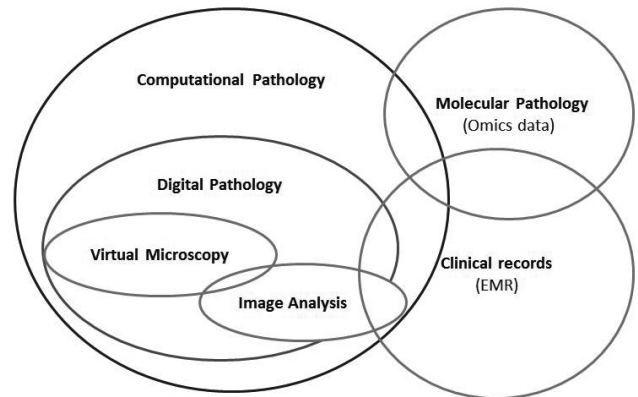 Computational Pathology
Molecular Pathology
(Omics data)
Digital Pathology
Virtual Microscopy
Clinical records
(EMR)
Image Analysis